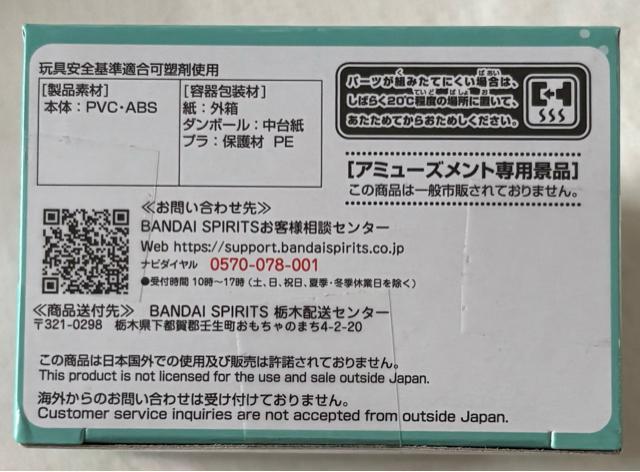 玩具安全基準適合可塑剤使用
[製品素材]
本体：PVC・ABS
[容器包装材]
紙：外箱
ダンボール：中台紙
プラ：保護材 PE
パーツが組みたてにくい場合は、
しばらく20℃程度の場所に置いて、
あたためてからおためしください。
[アミューズメント専用景品]
この商品は一般市販されておりません。
≪お問い合わせ先≫
BANDAI SPIRITSお客様相談センター
Web https://support.bandaispirits.co.jp
ナビダイヤル 0570-078-001
●受付時間 10時〜17時（土、日、祝日、夏季・冬季休業日を除く）
≪商品送付先≫ BANDAI SPIRITS 栃木配送センター
〒321-0298 栃木県下都賀郡壬生町おもちゃのまち4-2-20
この商品は日本国外での使用及び販売は許諾されておりません。
This product is not licensed for the use and sale outside Japan.
海外からのお問い合わせは受け付けておりません。
Customer service inquiries are not accepted from outside Japan.